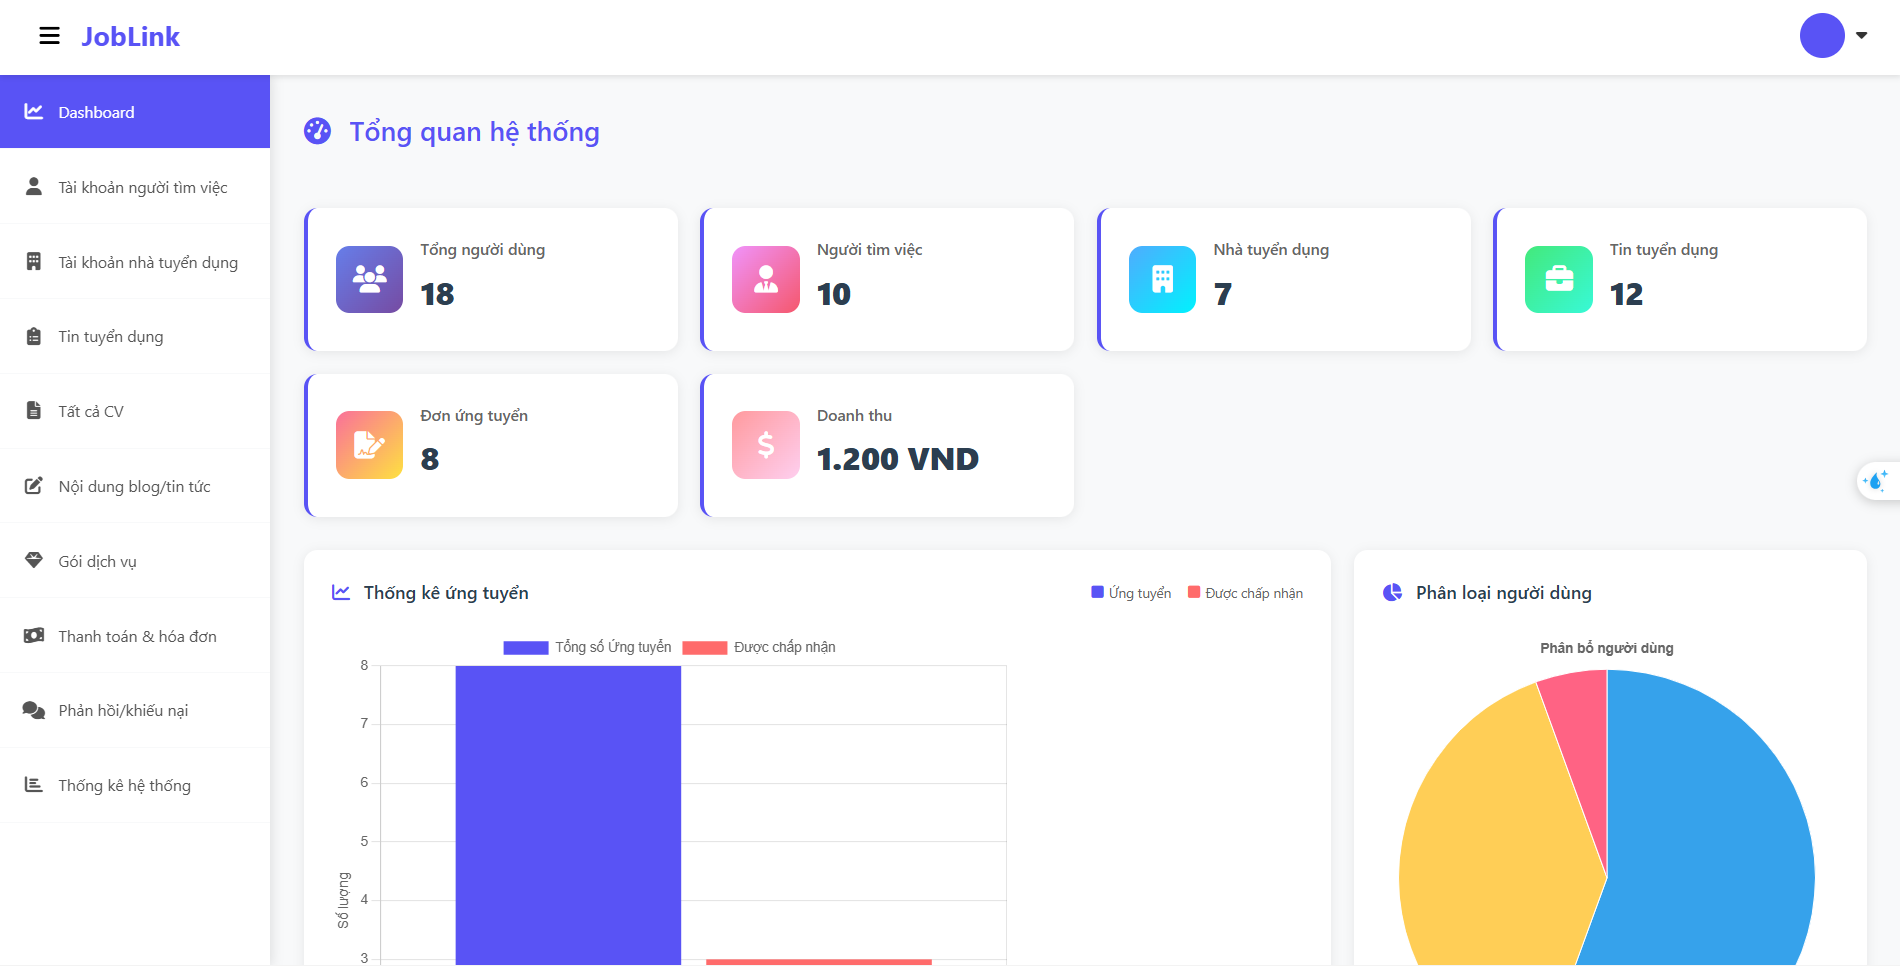 JobLink
Dashboard
Tài khoản người tìm việc
Tài khoản nhà tuyển dụng
Tin tuyển dụng
Tất cả CV
Nội dung blog/tin tức
Gói dịch vụ
Thanh toán & hóa đơn
Phản hồi/khiếu nại
Thống kê hệ thống
Tổng quan hệ thống
Tổng người dùng
18
Người tìm việc
10
Nhà tuyển dụng
7
Tin tuyển dụng
12
Đơn ứng tuyển
8
Doanh thu
$
1.200 VND
Thống kê ứng tuyển
Ứng tuyển
Được chấp nhận
Tổng số Ứng tuyển
Được chấp nhận
8
7
6
5
4
3
Số lượng
Phân loại người dùng
Phân bổ người dùng